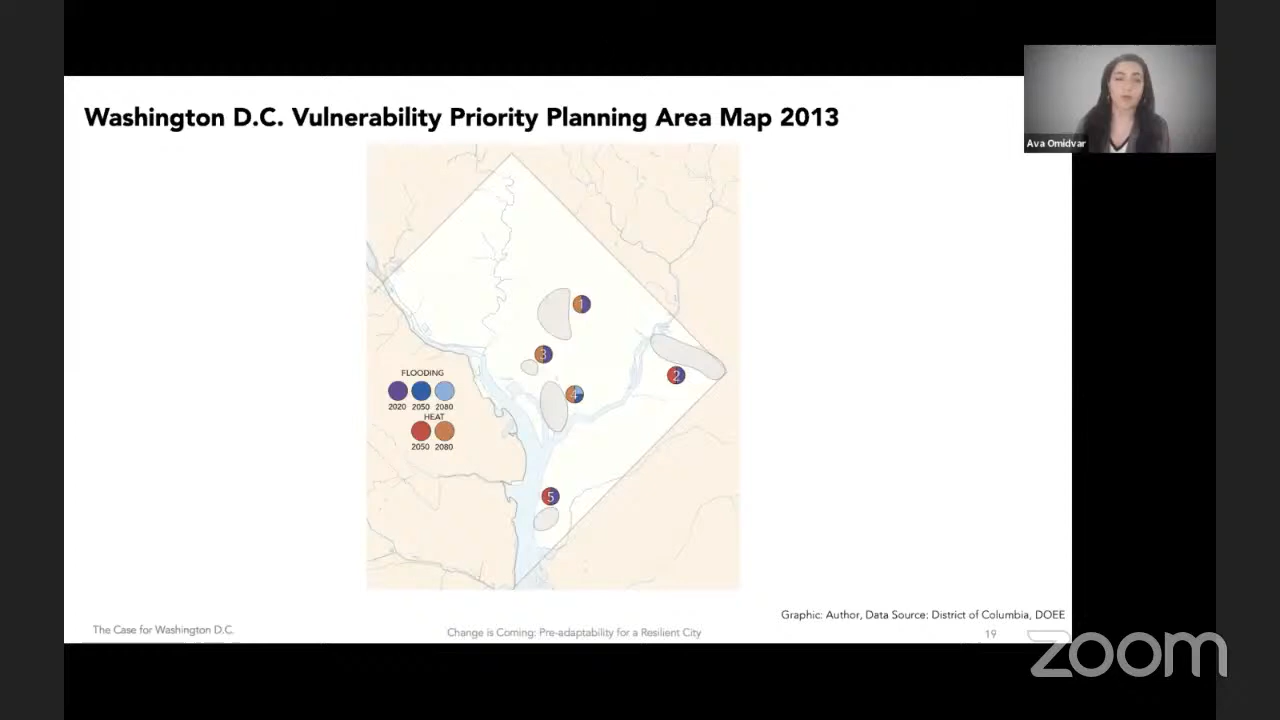 Washington D.C. Vulnerability Priority Planning Area Map 2013
Ava Omidvar
1
3
2
4
5
FLOODING
2020 2050 2080
HEAT
2050 2080
Graphic: Author, Data Source: District of Columbia, DOEE
The Case for Washington D.C.
Change is Coming: Pre-adaptability for a Resilient City
19
zoom